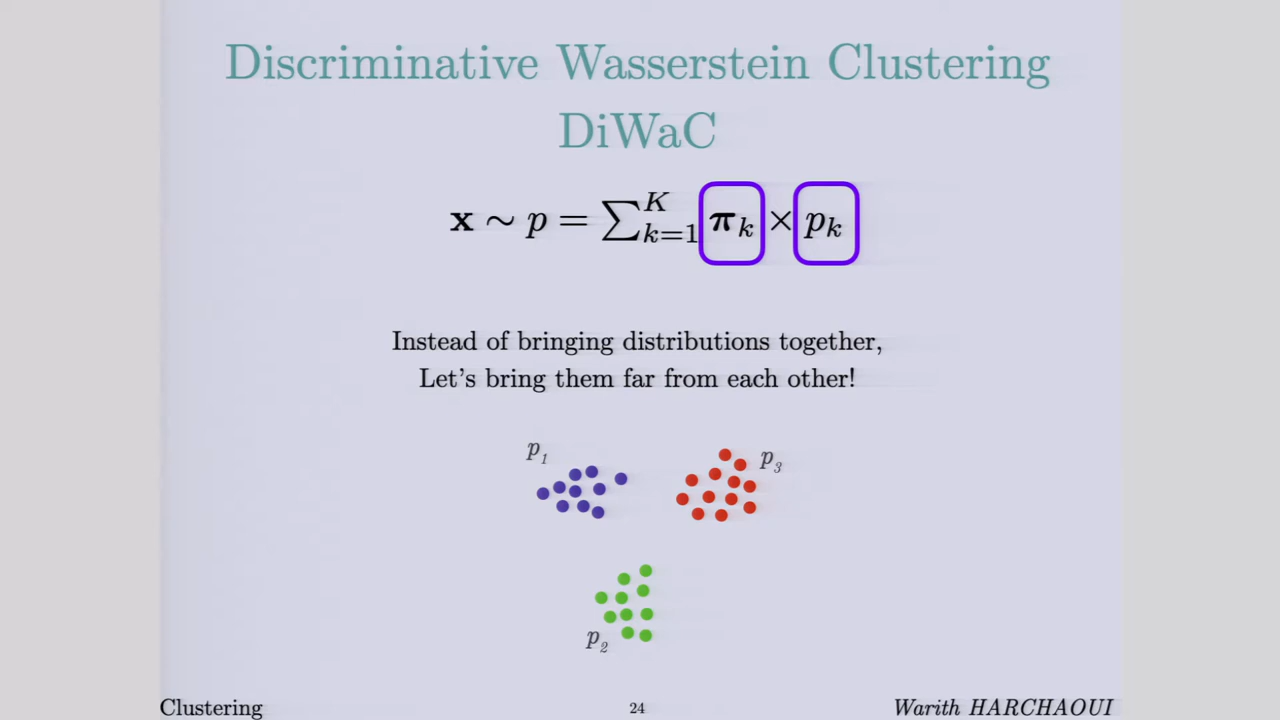 Discriminative Wasserstein Clustering
DiWaC
𝐱 ∼ p = ∑_{k=1}^{K} 𝛑_k × p_k
Instead of bringing distributions together,
Let's bring them far from each other!
p_1
p_3
p_2
Clustering
24
Warith HARCHAOUI